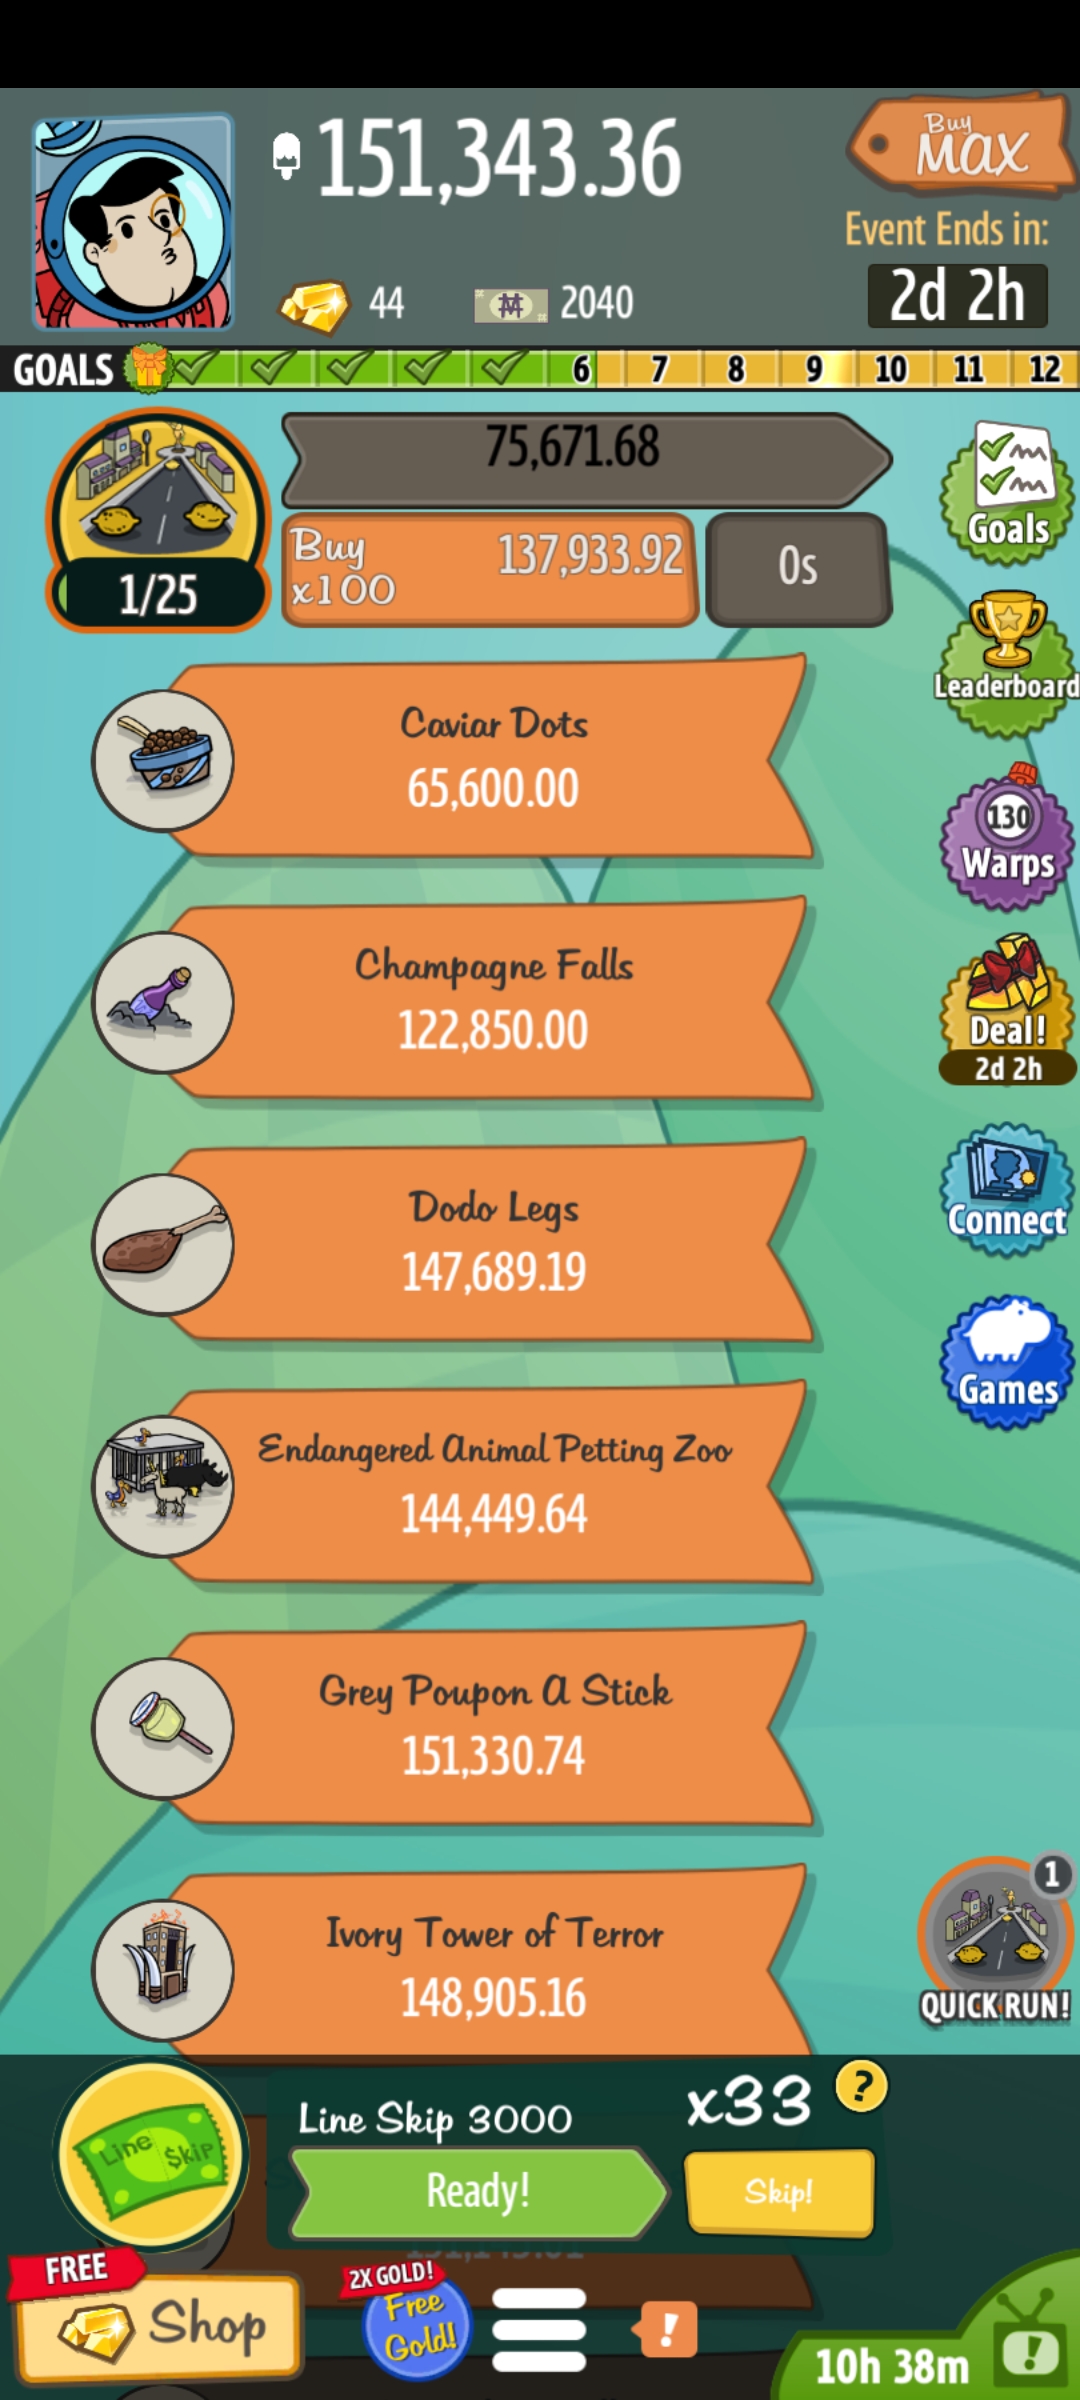 151,343.36
Buy
MAX
Event Ends in:
2d 2h
44
2040
GOALS
6 7 8 9 10 11 12
75,671.68
Buy
x100
137,933.92
0s
1/25
Goals
Leaderboard
130
Warps
Deal!
2d 2h
Connect
Games
Caviar Dots
65,600.00
Champagne Falls
122,850.00
Dodo Legs
147,689.19
Endangered Animal Petting Zoo
144,449.64
Grey Poupon A Stick
151,330.74
Ivory Tower of Terror
148,905.16
1
QUICK RUN!
Line Skip
Line Skip 3000
x33
?
Ready!
Skip!
FREE
Shop
2X GOLD!
Free
Gold!
!
10h 38m
!